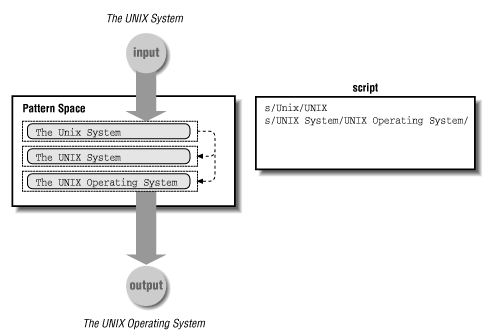 The UNIX System
input
script
Pattern Space
s/Unix/UNIX
s/UNIX System/UNIX Operating System/
The Unix System
The UNIX System
The UNIX Operating System
output
The UNIX Operating System